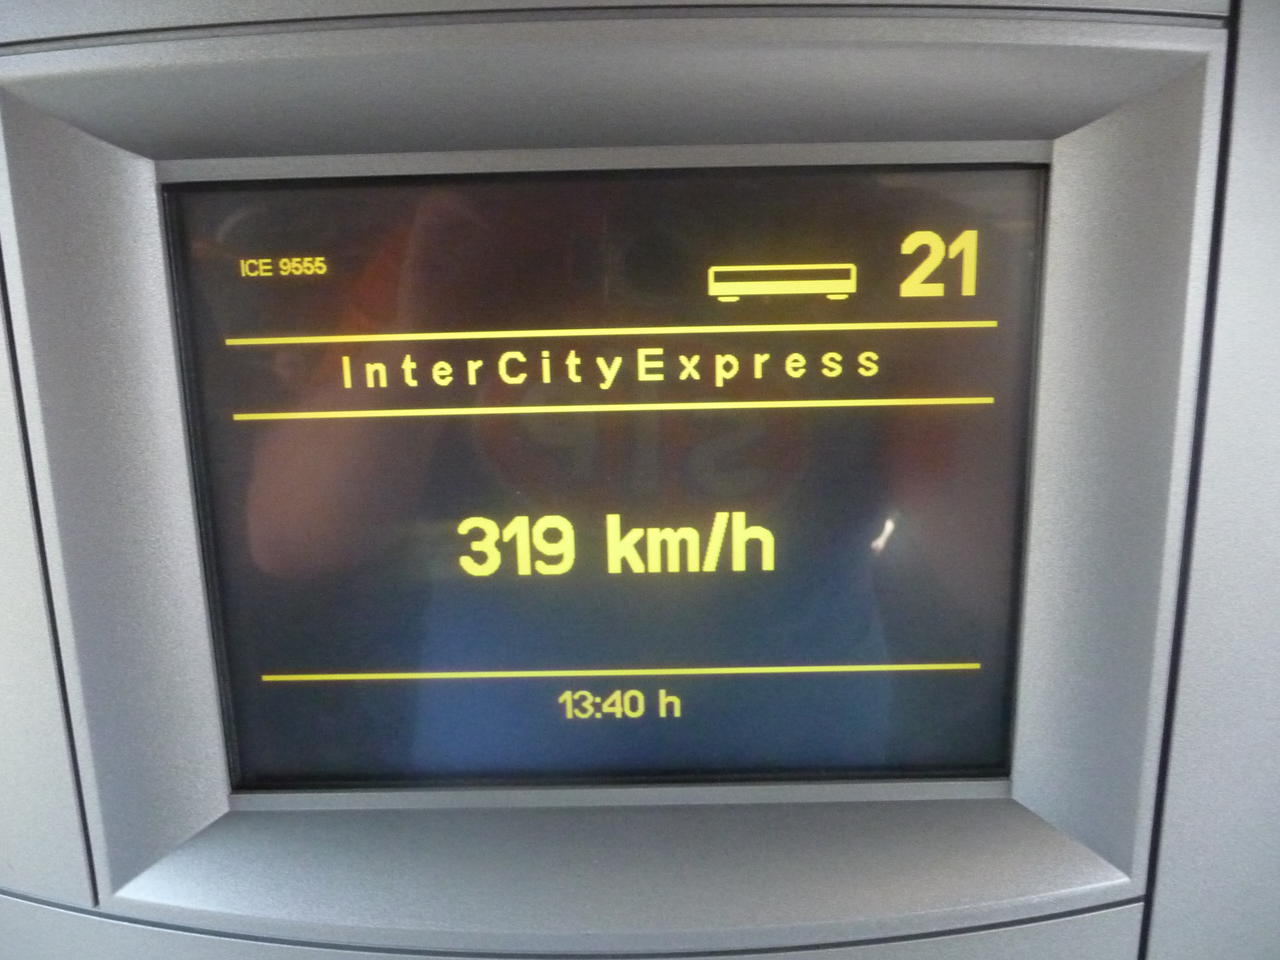 ICE 9555
21
InterCityExpress
319 km/h
13:40 h